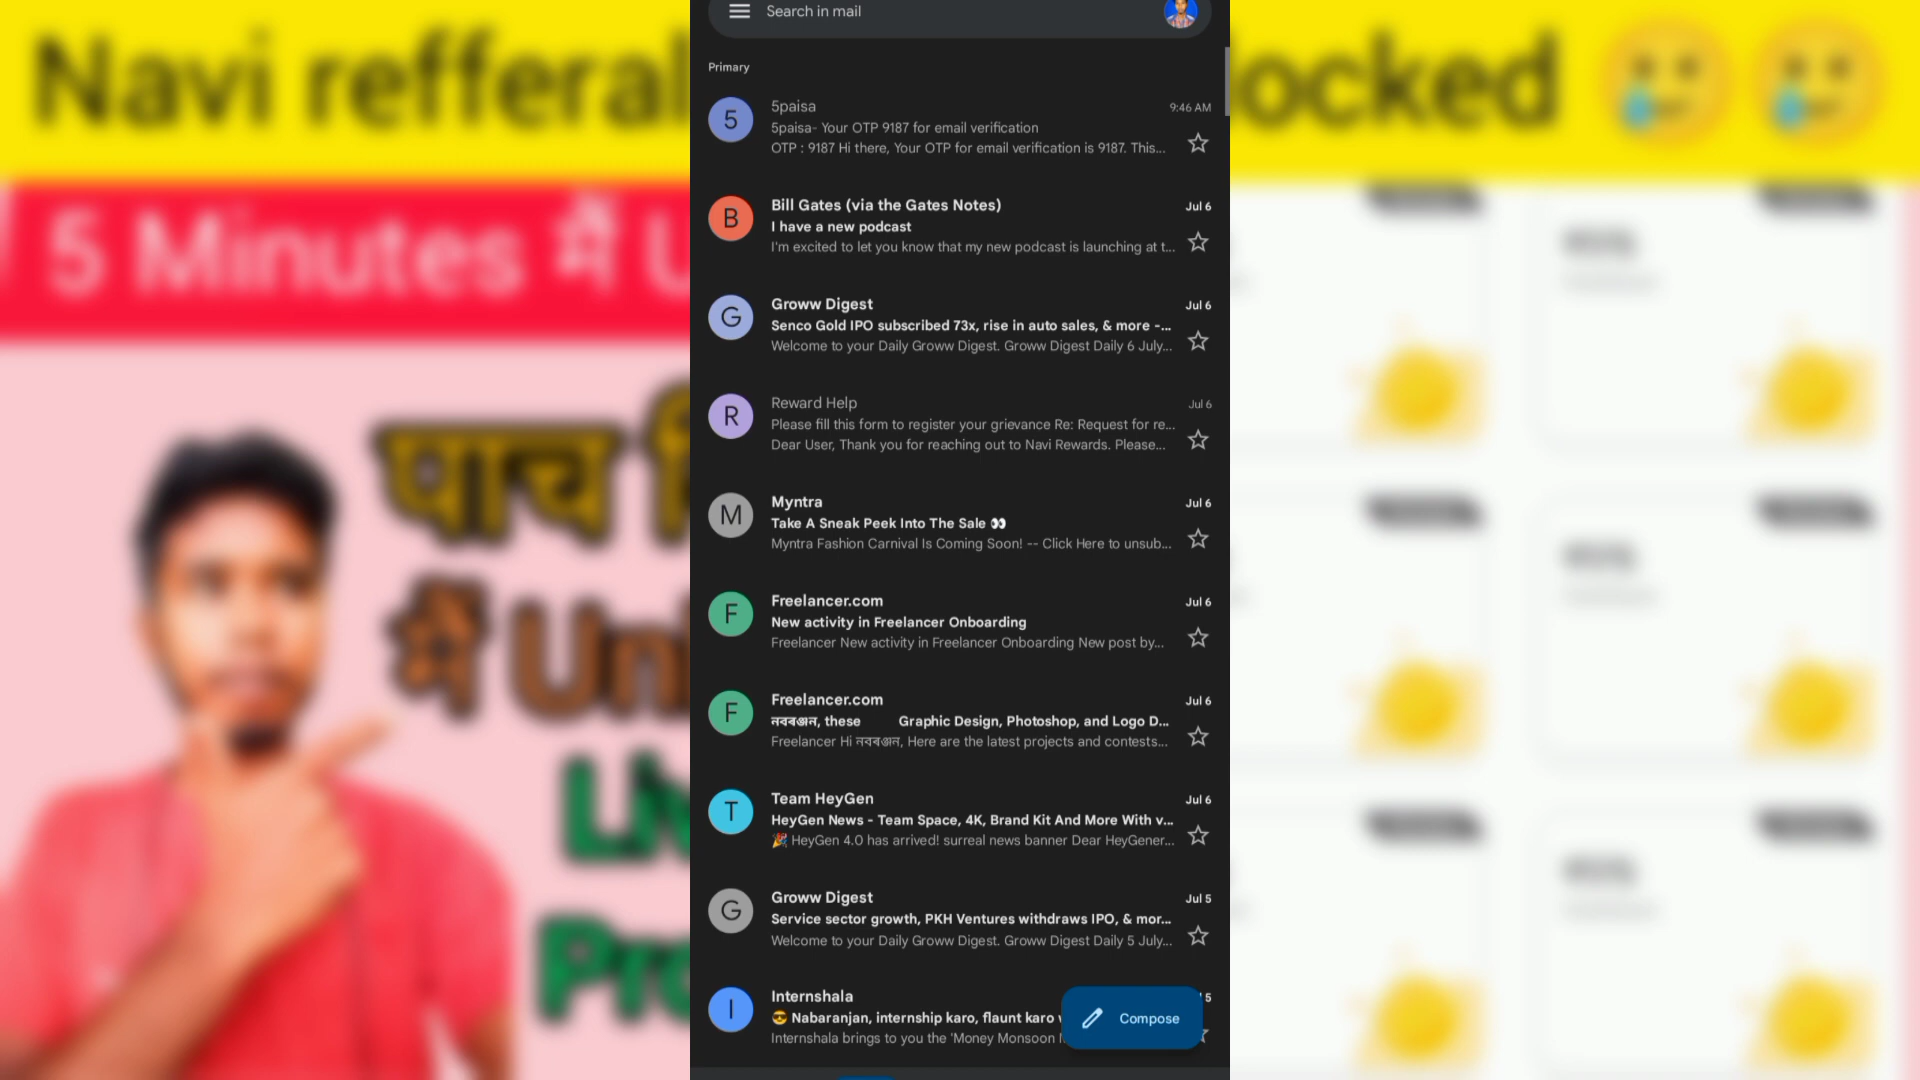 Navi refferal
locked 🥲 🥲
5 Minutes में U
पाच
में Uni
Search in mail
Primary
5
5paisa
9:46 AM
5paisa- Your OTP 9187 for email verification
OTP : 9187 Hi there, Your OTP for email verification is 9187. This...
B
Bill Gates (via the Gates Notes)
Jul 6
I have a new podcast
I'm excited to let you know that my new podcast is launching at t...
G
Groww Digest
Jul 6
Senco Gold IPO subscribed 73x, rise in auto sales, & more -...
Welcome to your Daily Groww Digest. Groww Digest Daily 6 July...
R
Reward Help
Jul 6
Please fill this form to register your grievance Re: Request for re...
Dear User, Thank you for reaching out to Navi Rewards. Please...
M
Myntra
Jul 6
Take A Sneak Peek Into The Sale 👀
Myntra Fashion Carnival Is Coming Soon! -- Click Here to unsub...
F
Freelancer.com
Jul 6
New activity in Freelancer Onboarding
Freelancer New activity in Freelancer Onboarding New post by...
F
Freelancer.com
Jul 6
নবৰঞ্জন, these Graphic Design, Photoshop, and Logo D...
Freelancer Hi নবৰঞ্জন, Here are the latest projects and contests...
T
Team HeyGen
Jul 6
HeyGen News - Team Space, 4K, Brand Kit And More With v...
🎉 HeyGen 4.0 has arrived! surreal news banner Dear HeyGener...
G
Groww Digest
Jul 5
Service sector growth, PKH Ventures withdraws IPO, & mor...
Welcome to your Daily Groww Digest. Groww Digest Daily 5 July...
I
Internshala
5
😎 Nabaranjan, internship karo, flaunt karo
Internshala brings to you the 'Money Monsoon
Compose